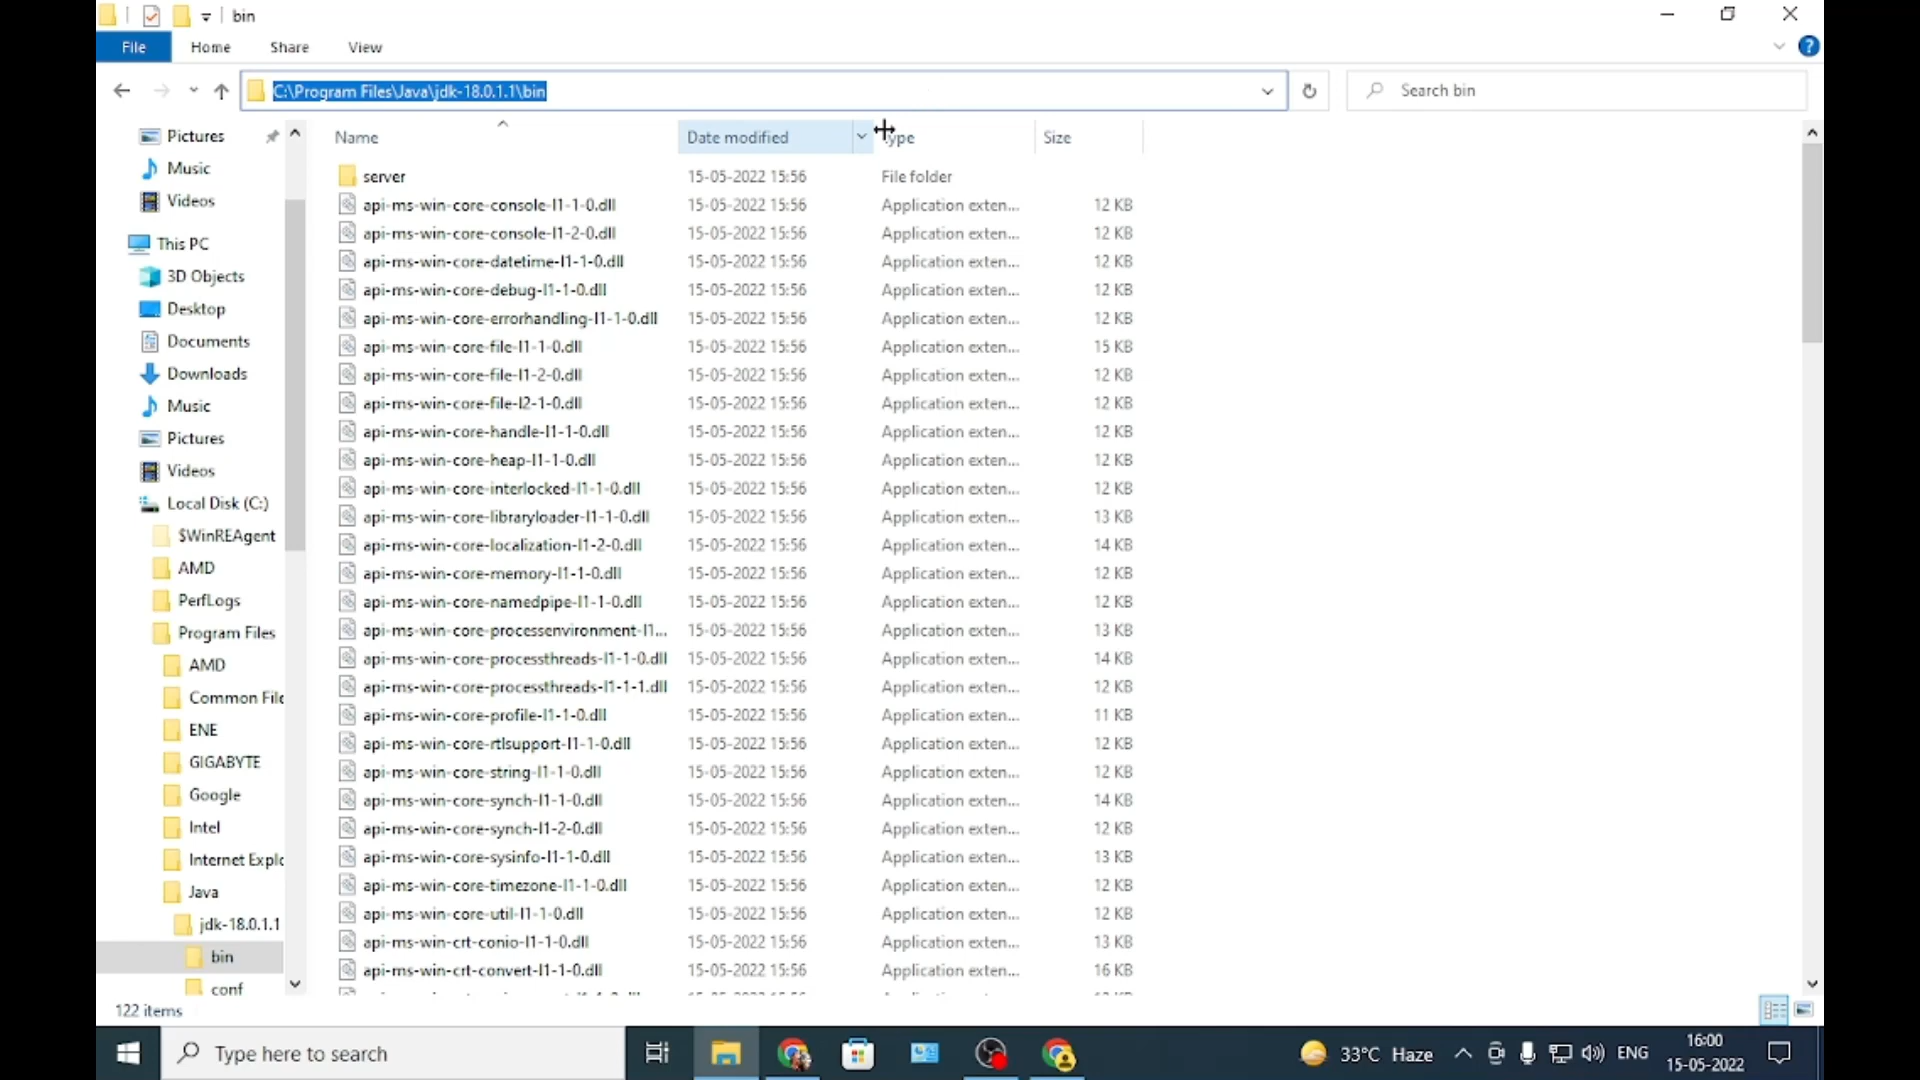 bin
File Home Share View
C:\Program Files\Java\jdk-18.0.1.1\bin
Search bin
Name Date modified Type Size
Pictures
Music
Videos
This PC
3D Objects
Desktop
Documents
Downloads
Music
Pictures
Videos
Local Disk (C:)
$WinREAgent
AMD
PerfLogs
Program Files
AMD
Common File
ENE
GIGABYTE
Google
Intel
Internet Explo
Java
jdk-18.0.1.1
bin
conf
server 15-05-2022 15:56 File folder
api-ms-win-core-console-l1-1-0.dll 15-05-2022 15:56 Application exten... 12 KB
api-ms-win-core-console-l1-2-0.dll 15-05-2022 15:56 Application exten... 12 KB
api-ms-win-core-datetime-l1-1-0.dll 15-05-2022 15:56 Application exten... 12 KB
api-ms-win-core-debug-l1-1-0.dll 15-05-2022 15:56 Application exten... 12 KB
api-ms-win-core-errorhandling-l1-1-0.dll 15-05-2022 15:56 Application exten... 12 KB
api-ms-win-core-file-l1-1-0.dll 15-05-2022 15:56 Application exten... 15 KB
api-ms-win-core-file-l1-2-0.dll 15-05-2022 15:56 Application exten... 12 KB
api-ms-win-core-file-l2-1-0.dll 15-05-2022 15:56 Application exten... 12 KB
api-ms-win-core-handle-l1-1-0.dll 15-05-2022 15:56 Application exten... 12 KB
api-ms-win-core-heap-l1-1-0.dll 15-05-2022 15:56 Application exten... 12 KB
api-ms-win-core-interlocked-l1-1-0.dll 15-05-2022 15:56 Application exten... 12 KB
api-ms-win-core-libraryloader-l1-1-0.dll 15-05-2022 15:56 Application exten... 13 KB
api-ms-win-core-localization-l1-2-0.dll 15-05-2022 15:56 Application exten... 14 KB
api-ms-win-core-memory-l1-1-0.dll 15-05-2022 15:56 Application exten... 12 KB
api-ms-win-core-namedpipe-l1-1-0.dll 15-05-2022 15:56 Application exten... 12 KB
api-ms-win-core-processenvironment-l1... 15-05-2022 15:56 Application exten... 13 KB
api-ms-win-core-processthreads-l1-1-0.dll 15-05-2022 15:56 Application exten... 14 KB
api-ms-win-core-processthreads-l1-1-1.dll 15-05-2022 15:56 Application exten... 12 KB
api-ms-win-core-profile-l1-1-0.dll 15-05-2022 15:56 Application exten... 11 KB
api-ms-win-core-rtlsupport-l1-1-0.dll 15-05-2022 15:56 Application exten... 12 KB
api-ms-win-core-string-l1-1-0.dll 15-05-2022 15:56 Application exten... 12 KB
api-ms-win-core-synch-l1-1-0.dll 15-05-2022 15:56 Application exten... 14 KB
api-ms-win-core-synch-l1-2-0.dll 15-05-2022 15:56 Application exten... 12 KB
api-ms-win-core-sysinfo-l1-1-0.dll 15-05-2022 15:56 Application exten... 13 KB
api-ms-win-core-timezone-l1-1-0.dll 15-05-2022 15:56 Application exten... 12 KB
api-ms-win-core-util-l1-1-0.dll 15-05-2022 15:56 Application exten... 12 KB
api-ms-win-crt-conio-l1-1-0.dll 15-05-2022 15:56 Application exten... 13 KB
api-ms-win-crt-convert-l1-1-0.dll 15-05-2022 15:56 Application exten... 16 KB
122 items
Type here to search
33°C Haze
ENG
16:00
15-05-2022